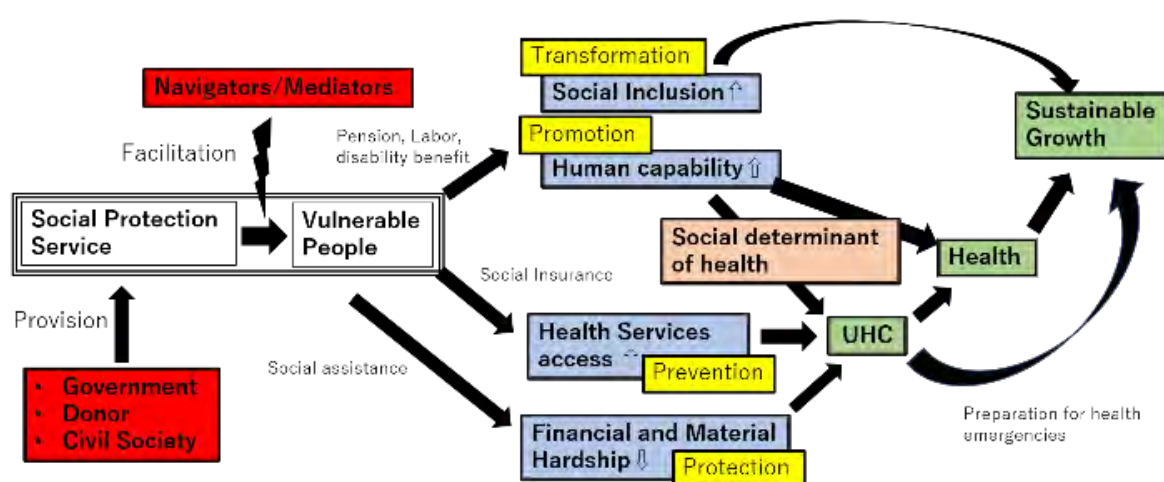 Transformation
Social Inclusion⇧
Navigators/Mediators
Sustainable
Growth
Promotion
Facilitation
Pension, Labor,
disability benefit
Human capability⇧
Social Protection
Service
Vulnerable
People
Social determinant
of health
Health
Social Insurance
Provision
Health Services
access ⇧
UHC
Prevention
Social assistance
• Government
• Donor
• Civil Society
Preparation for health
emergencies
Financial and Material
Hardship⇩
Protection